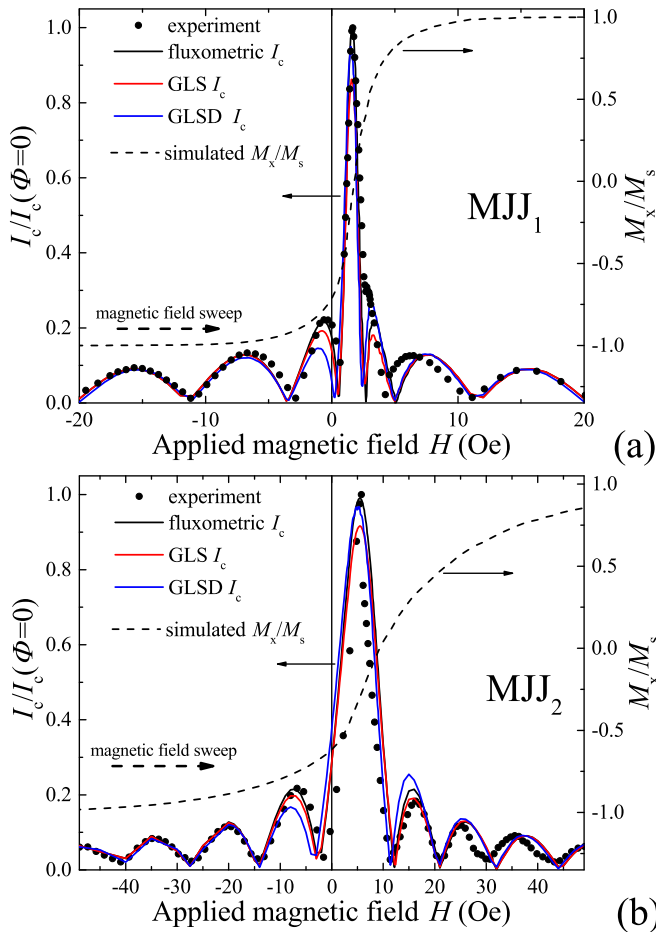 1.0
0.8
0.6
0.4
0.2
0.0
I_c/I_c(Φ=0)
experiment
fluxometric I_c
GLS I_c
GLSD I_c
simulated M_x/M_s
magnetic field sweep
MJJ_1
1.0
0.5
0.0
-0.5
-1.0
M_x/M_s
-20 -10 0 10 20
Applied magnetic field H (Oe)
(a)
1.0
0.8
0.6
0.4
0.2
0.0
I_c/I_c(Φ=0)
experiment
fluxometric I_c
GLS I_c
GLSD I_c
simulated M_x/M_s
magnetic field sweep
MJJ_2
1.0
0.5
0.0
-0.5
-1.0
M_x/M_s
-40 -30 -20 -10 0 10 20 30 40
Applied magnetic field H (Oe)
(b)